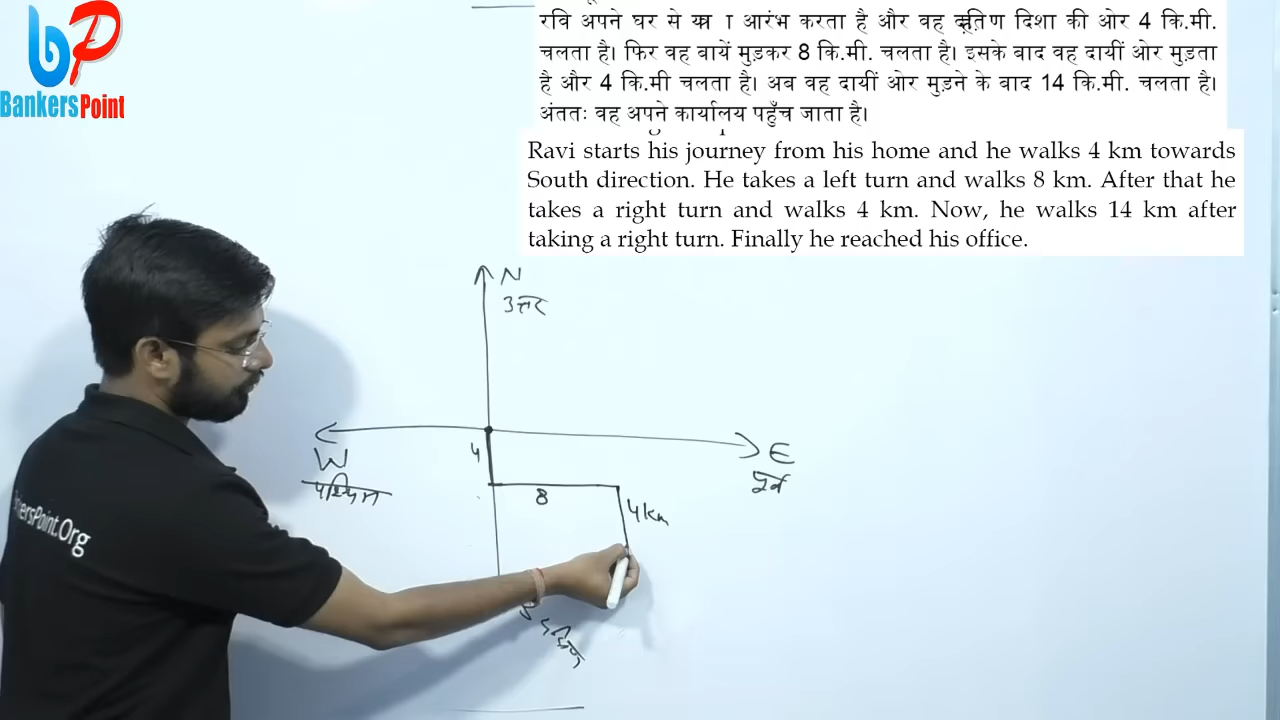 रवि अपने घर से या ा आरंभ करता है और वह दिशा की ओर 4 कि.मी.
चलता है। फिर वह बायें मुड़कर 8 कि.मी. चलता है। इसके बाद वह दायीं ओर मुड़ता
है और 4 कि.मी चलता है। अब वह दायीं ओर मुड़ने के बाद 14 कि.मी. चलता है।
अंततः वह अपने कार्यालय पहुँच जाता है।
bp
BankersPoint
Ravi starts his journey from his home and he walks 4 km towards
South direction. He takes a left turn and walks 8 km. After that he
takes a right turn and walks 4 km. Now, he walks 14 km after
taking a right turn. Finally he reached his office.
N
उत्तर
W
पश्चिम
E
पूर्व
4
8
4km
kersPoint.Org
S
दक्षिण